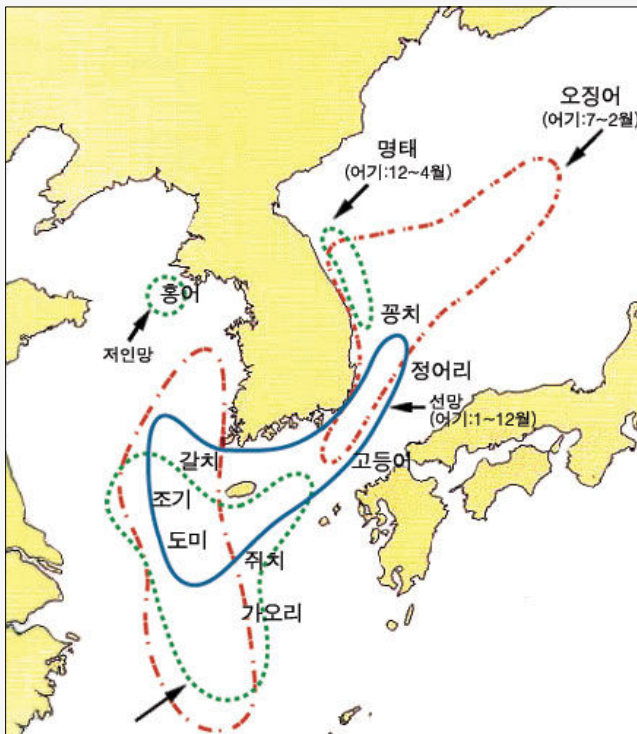 오징어
(어기:7~2월)
명태
(어기:12~4월)
홍어
저인망
꽁치
정어리
선망
(어기:1~12월)
갈치
고등어
조기
도미
쥐치
가오리